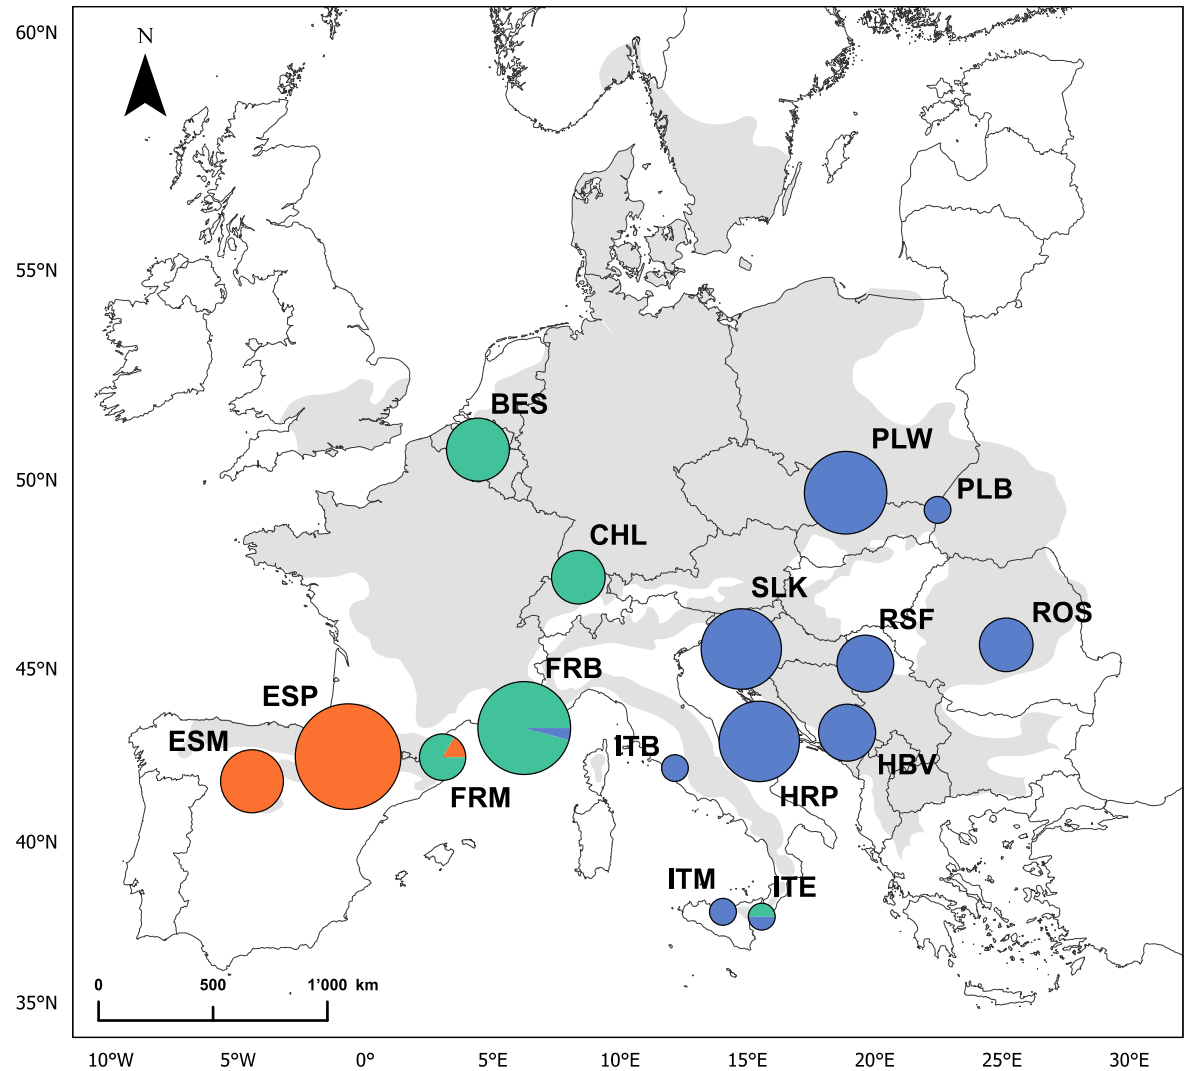 60°N
N
55°N
BES
PLW
50°N
PLB
CHL
SLK
ROS
RSF
45°N
FRB
ESP
ESM
ITB
HBV
FRM
HRP
40°N
ITM
ITE
0 500 1'000 km
35°N
10°W 5°W 0° 5°E 10°E 15°E 20°E 25°E 30°E